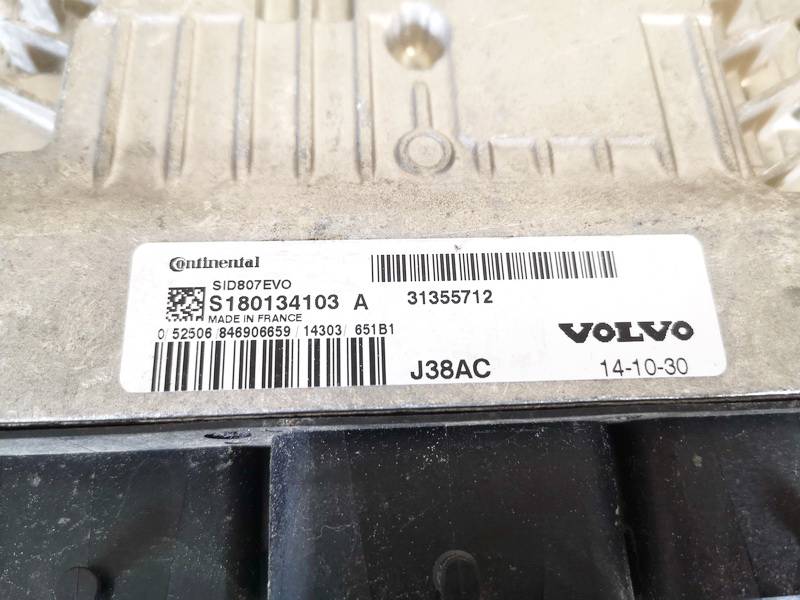 Continental
SID807EVO
S180134103 A 31355712
MADE IN FRANCE
0/52506/846906659/14303/651B1
VOLVO
J38AC 14-10-30